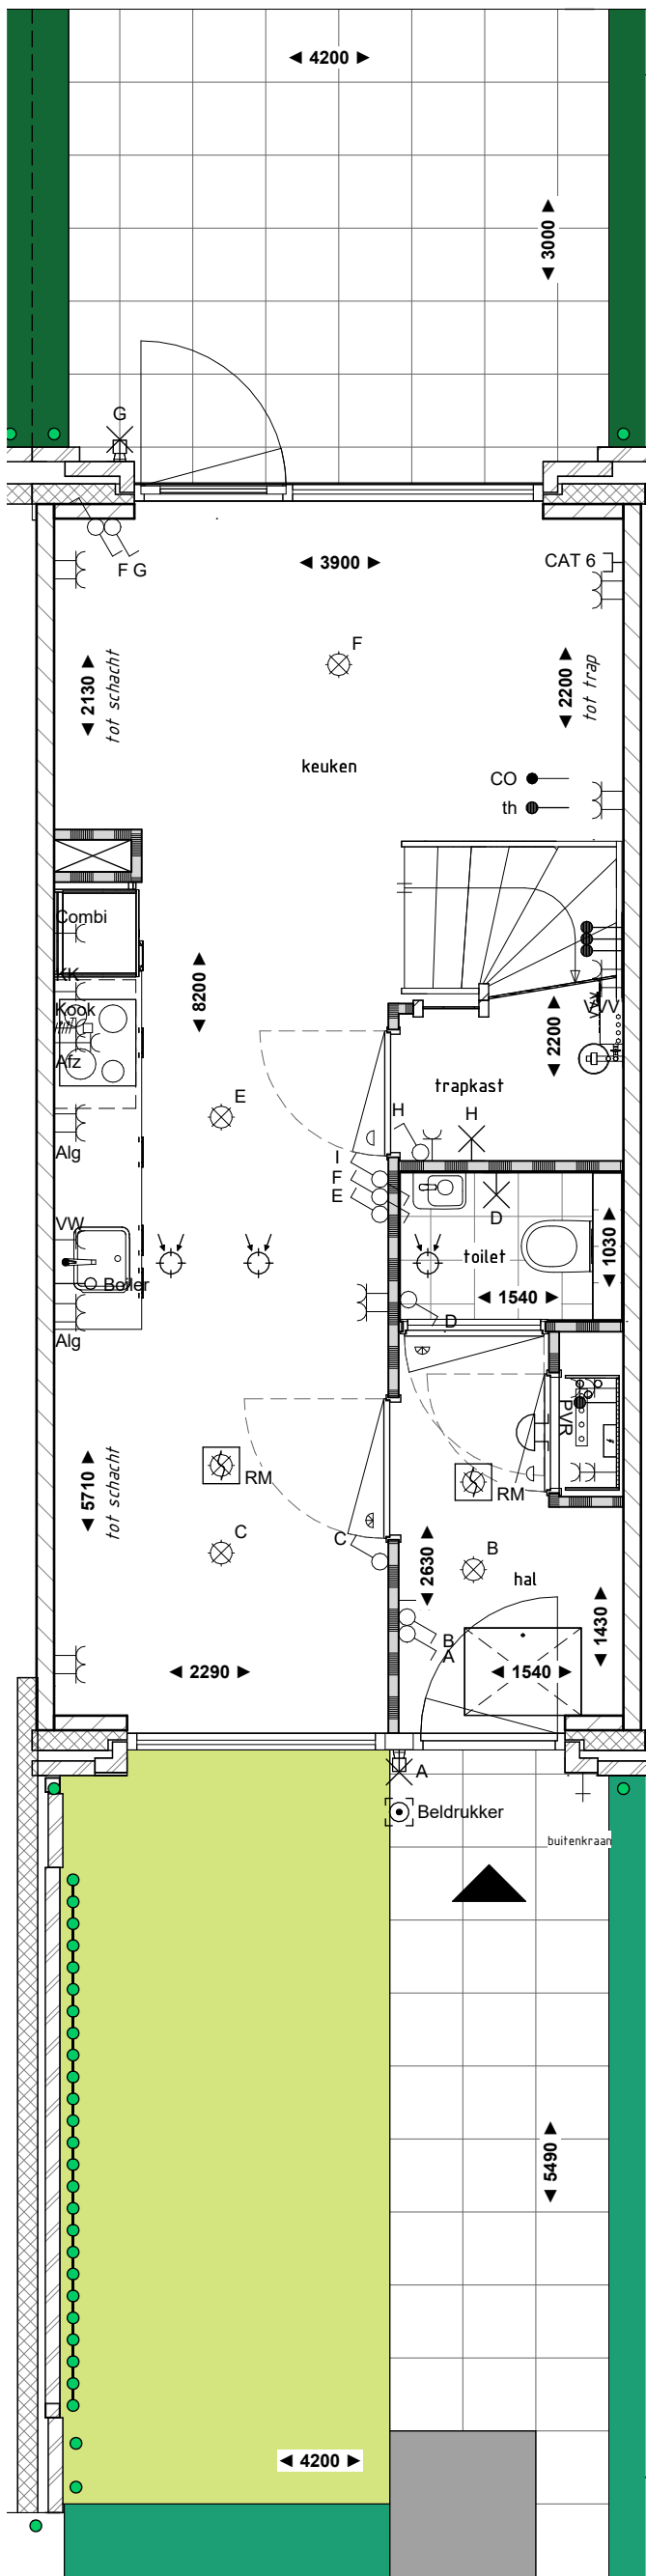 4200
3000
G
F G
3900
CAT 6
F
2130
tot schacht
2200
tot trap
keuken
CO
th
Combi
KK
Kook
Afz
8200
VVV
2200
trapkast
E
H
H
Alg
I
F
E
D
VW
toilet
1030
Boiler
1540
D
Alg
PVR
5710
tot schacht
RM
RM
C
C
B
2630
hal
B
A
1430
2290
1540
A
Beldrukker
buitenkraan
5490
4200